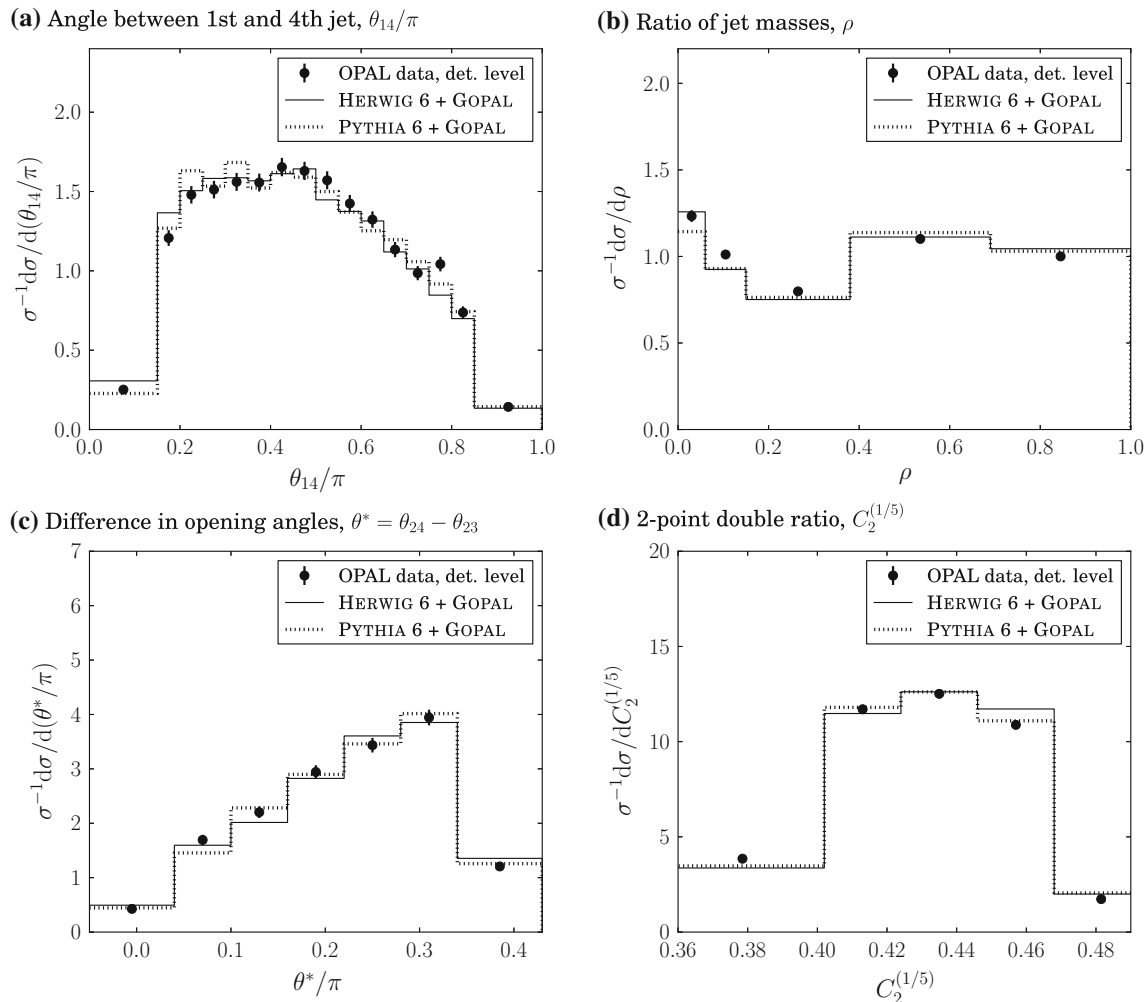 (a) Angle between 1st and 4th jet, θ₁₄/π
OPAL data, det. level
HERWIG 6 + GOPAL
PYTHIA 6 + GOPAL
σ⁻¹dσ/d(θ₁₄/π)
2.0
1.5
1.0
0.5
0.0
0.0 0.2 0.4 0.6 0.8 1.0
θ₁₄/π
(b) Ratio of jet masses, ρ
OPAL data, det. level
HERWIG 6 + GOPAL
PYTHIA 6 + GOPAL
σ⁻¹dσ/dρ
2.0
1.5
1.0
0.5
0.0
0.0 0.2 0.4 0.6 0.8 1.0
ρ
(c) Difference in opening angles, θ* = θ₂₄ − θ₂₃
OPAL data, det. level
HERWIG 6 + GOPAL
PYTHIA 6 + GOPAL
σ⁻¹dσ/d(θ*/π)
7
6
5
4
3
2
1
0
0.0 0.1 0.2 0.3 0.4
θ*/π
(d) 2-point double ratio, C₂⁽¹ᐟ⁵⁾
OPAL data, det. level
HERWIG 6 + GOPAL
PYTHIA 6 + GOPAL
σ⁻¹dσ/dC₂⁽¹ᐟ⁵⁾
20
15
10
5
0
0.36 0.38 0.40 0.42 0.44 0.46 0.48
C₂⁽¹ᐟ⁵⁾